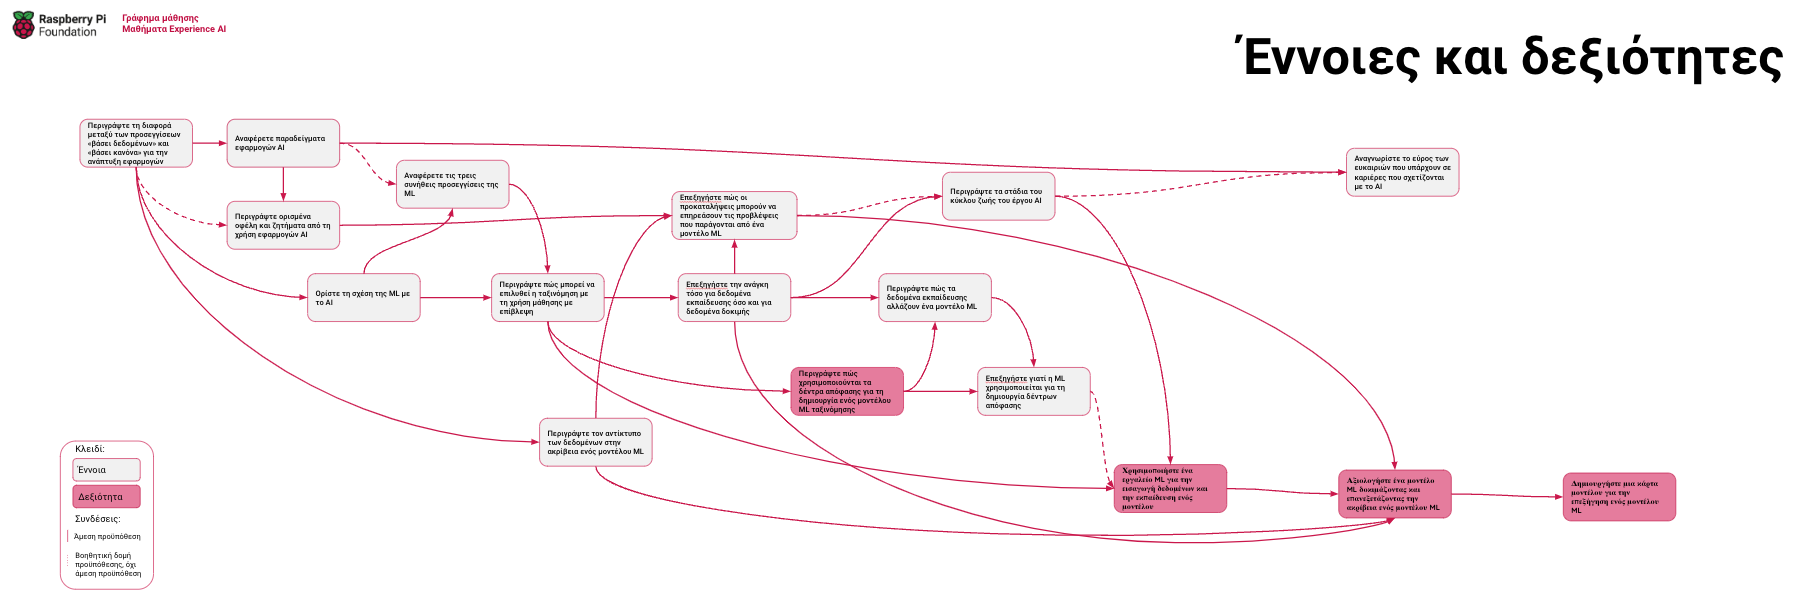 Raspberry Pi
Foundation
Γράφημα μάθησης
Μαθήματα Experience AI
Έννοιες και δεξιότητες
Περιγράψτε τη διαφορά
μεταξύ των προσεγγίσεων
«βάσει δεδομένων» και
«βάσει κανόνα» για την
ανάπτυξη εφαρμογών
Αναφέρετε παραδείγματα
εφαρμογών AI
Αναφέρετε τις τρεις
συνήθεις προσεγγίσεις της
ML
Αναγνωρίστε το εύρος των
ευκαιριών που υπάρχουν σε
καριέρες που σχετίζονται
με το AI
Περιγράψτε τα στάδια του
κύκλου ζωής του έργου AI
Επεξηγήστε πώς οι
προκαταλήψεις μπορούν να
επηρεάσουν τις προβλέψεις
που παράγονται από ένα
μοντέλο ML
Περιγράψτε ορισμένα
οφέλη και ζητήματα από τη
χρήση εφαρμογών AI
Ορίστε τη σχέση της ML με
το AI
Περιγράψτε πώς μπορεί να
επιλυθεί η ταξινόμηση με
τη χρήση μάθησης με
επίβλεψη
Επεξηγήστε την ανάγκη
τόσο για δεδομένα
εκπαίδευσης όσο και για
δεδομένα δοκιμής
Περιγράψτε πώς τα
δεδομένα εκπαίδευσης
αλλάζουν ένα μοντέλο ML
Περιγράψτε πώς
χρησιμοποιούνται τα
δέντρα απόφασης για τη
δημιουργία ενός μοντέλου
ML ταξινόμησης
Επεξηγήστε γιατί η ML
χρησιμοποιείται για τη
δημιουργία δέντρων
απόφασης
Περιγράψτε τον αντίκτυπο
των δεδομένων στην
ακρίβεια ενός μοντέλου ML
Χρησιμοποιήστε ένα
εργαλείο ML για την
εισαγωγή δεδομένων και
την εκπαίδευση ενός
μοντέλου
Αξιολογήστε ένα μοντέλο
ML δοκιμάζοντας και
επανεξετάζοντας την
ακρίβεια ενός μοντέλου ML
Δημιουργήστε μια κάρτα
μοντέλου για την
επεξήγηση ενός μοντέλου
ML
Κλειδί:
Έννοια
Δεξιότητα
Συνδέσεις:
Άμεση προϋπόθεση
Βοηθητική δομή
προϋπόθεσης, όχι
άμεση προϋπόθεση